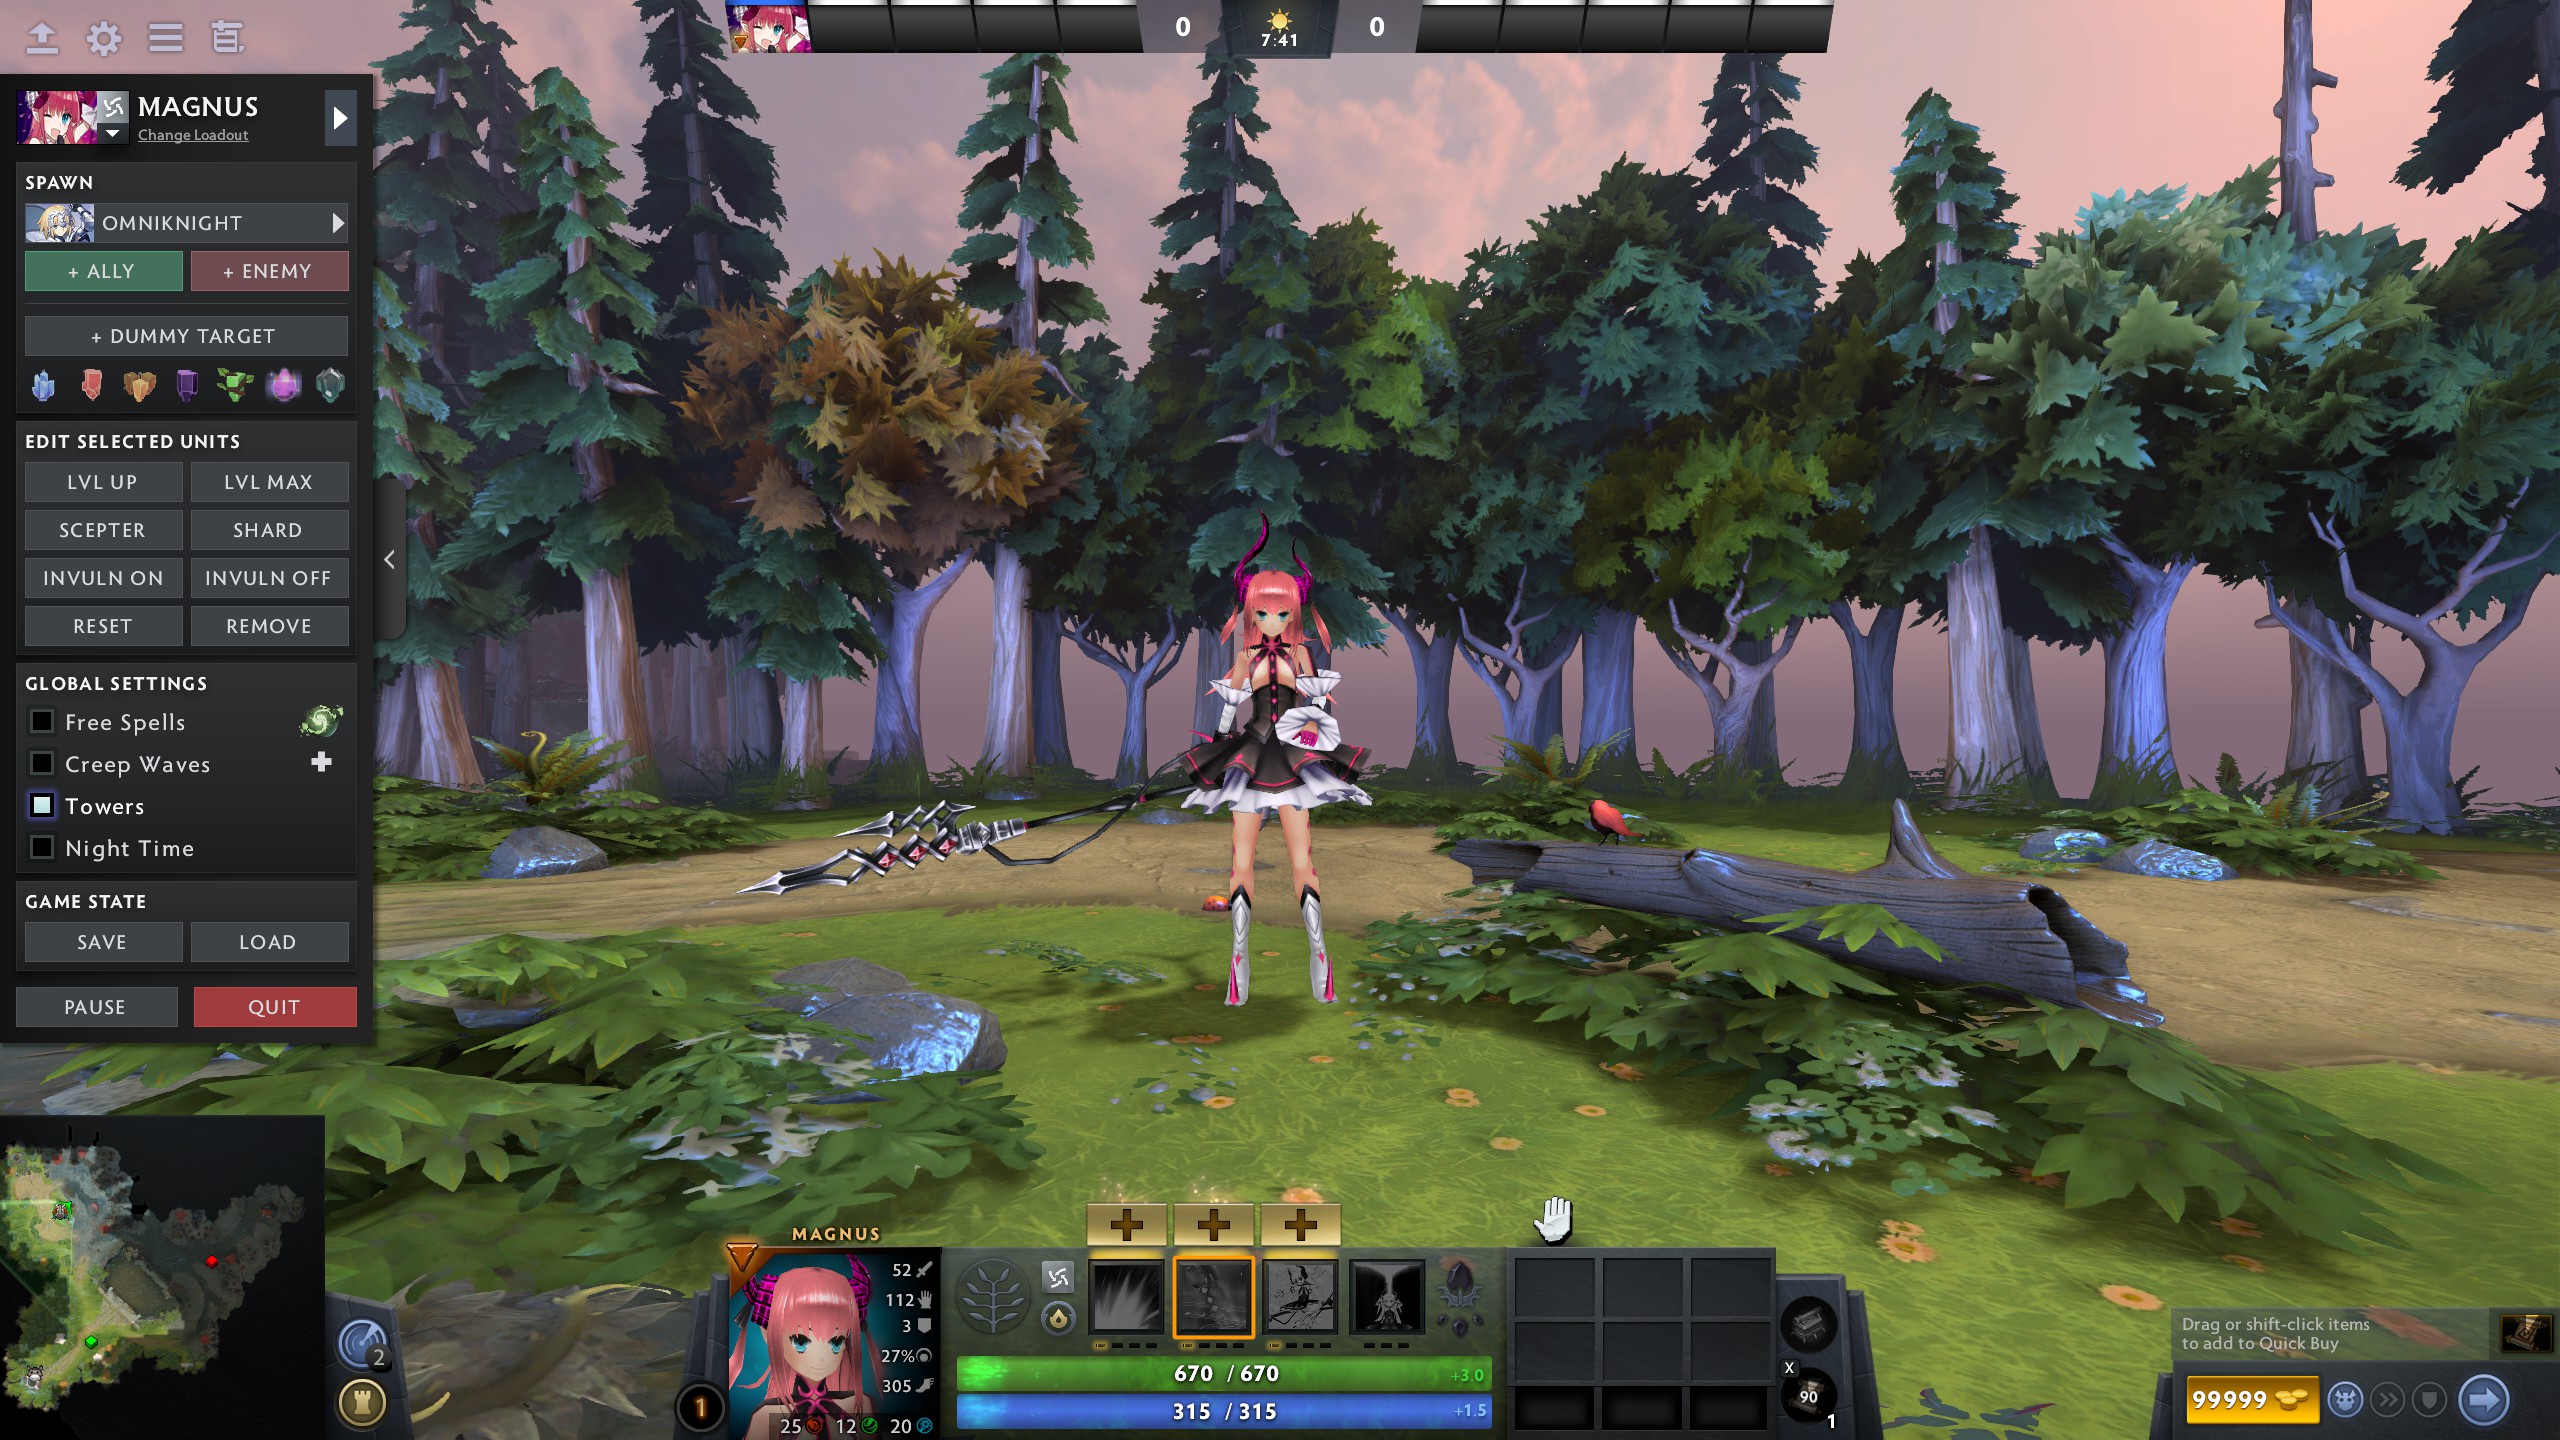 0
7:41
0
MAGNUS
Change Loadout
SPAWN
OMNIKNIGHT
+ ALLY
+ ENEMY
+ DUMMY TARGET
EDIT SELECTED UNITS
LVL UP
LVL MAX
SCEPTER
SHARD
INVULN ON
INVULN OFF
RESET
REMOVE
GLOBAL SETTINGS
Free Spells
Creep Waves
Towers
Night Time
GAME STATE
SAVE
LOAD
PAUSE
QUIT
2
MAGNUS
52
112
3
27%
305
1
25
12
20
670 / 670
+3.0
315 / 315
+1.5
X
90
1
Drag or shift-click items
to add to Quick Buy
99999